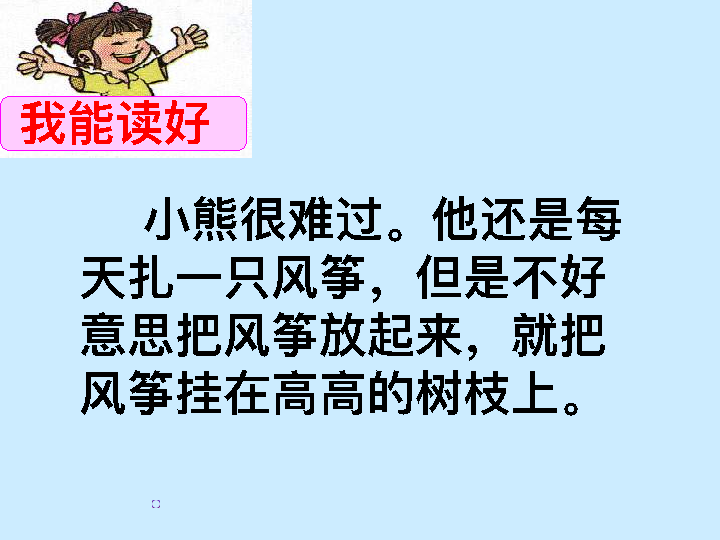 我能读好
小熊很难过。他还是每
天扎一只风筝，但是不好
意思把风筝放起来，就把
风筝挂在高高的树枝上。